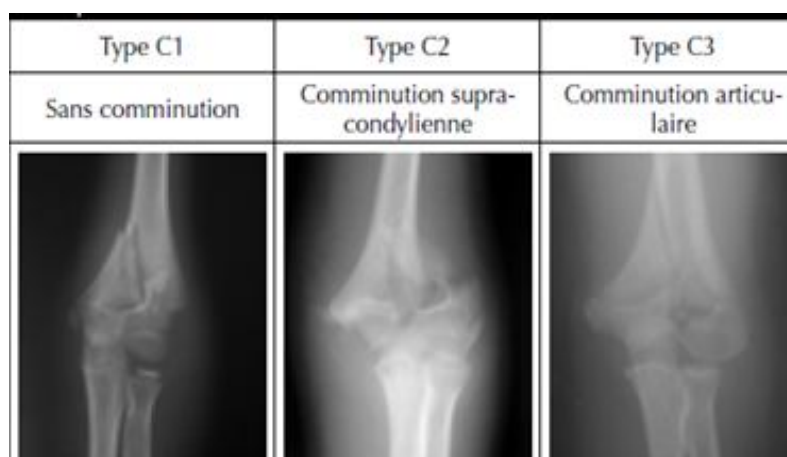 Type C1
Type C2
Type C3
Sans comminution
Comminution supra-
condylienne
Comminution articu-
laire